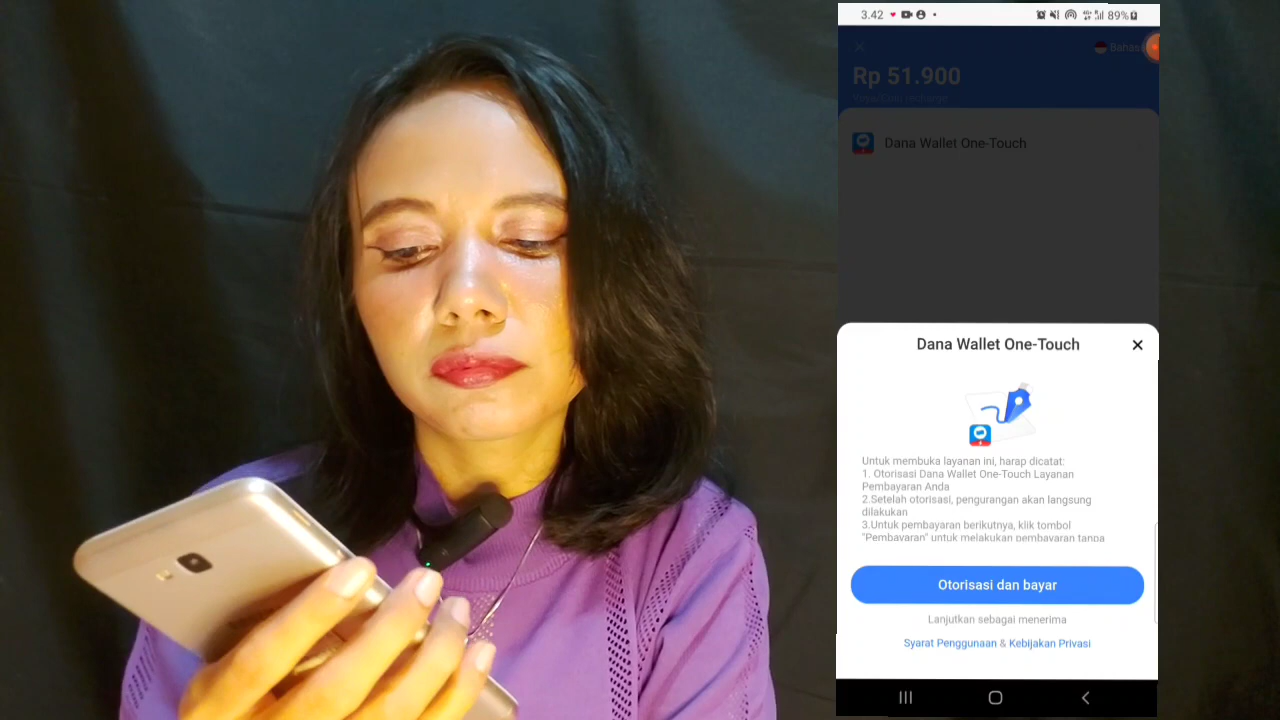 3.42
89%
Bahas
Rp 51.900
Dana Wallet One-Touch
Dana Wallet One-Touch
Untuk membuka layanan ini, harap dicatat:
1. Otorisasi Dana Wallet One-Touch Layanan
Pembayaran Anda
2.Setelah otorisasi, pengurangan akan langsung
dilakukan
3.Untuk pembayaran berikutnya, klik tombol
"Pembayaran" untuk melakukan pembayaran tanpa
Otorisasi dan bayar
Lanjutkan sebagai menerima
Syarat Penggunaan & Kebijakan Privasi